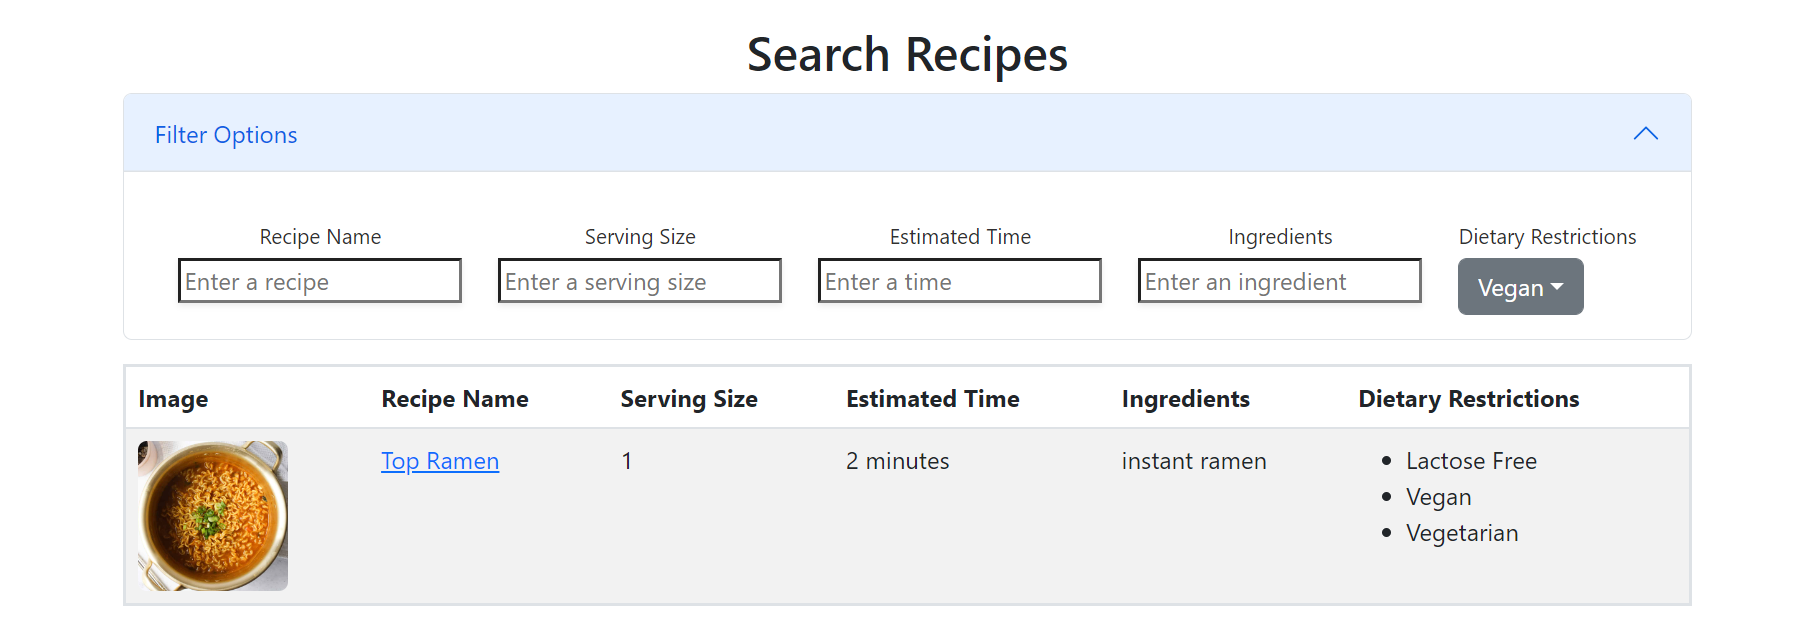 Search Recipes
Filter Options
Recipe Name Serving Size Estimated Time Ingredients Dietary Restrictions
Enter a recipe Enter a serving size Enter a time Enter an ingredient Vegan
Image Recipe Name Serving Size Estimated Time Ingredients Dietary Restrictions
Top Ramen 1 2 minutes instant ramen • Lactose Free
• Vegan
• Vegetarian